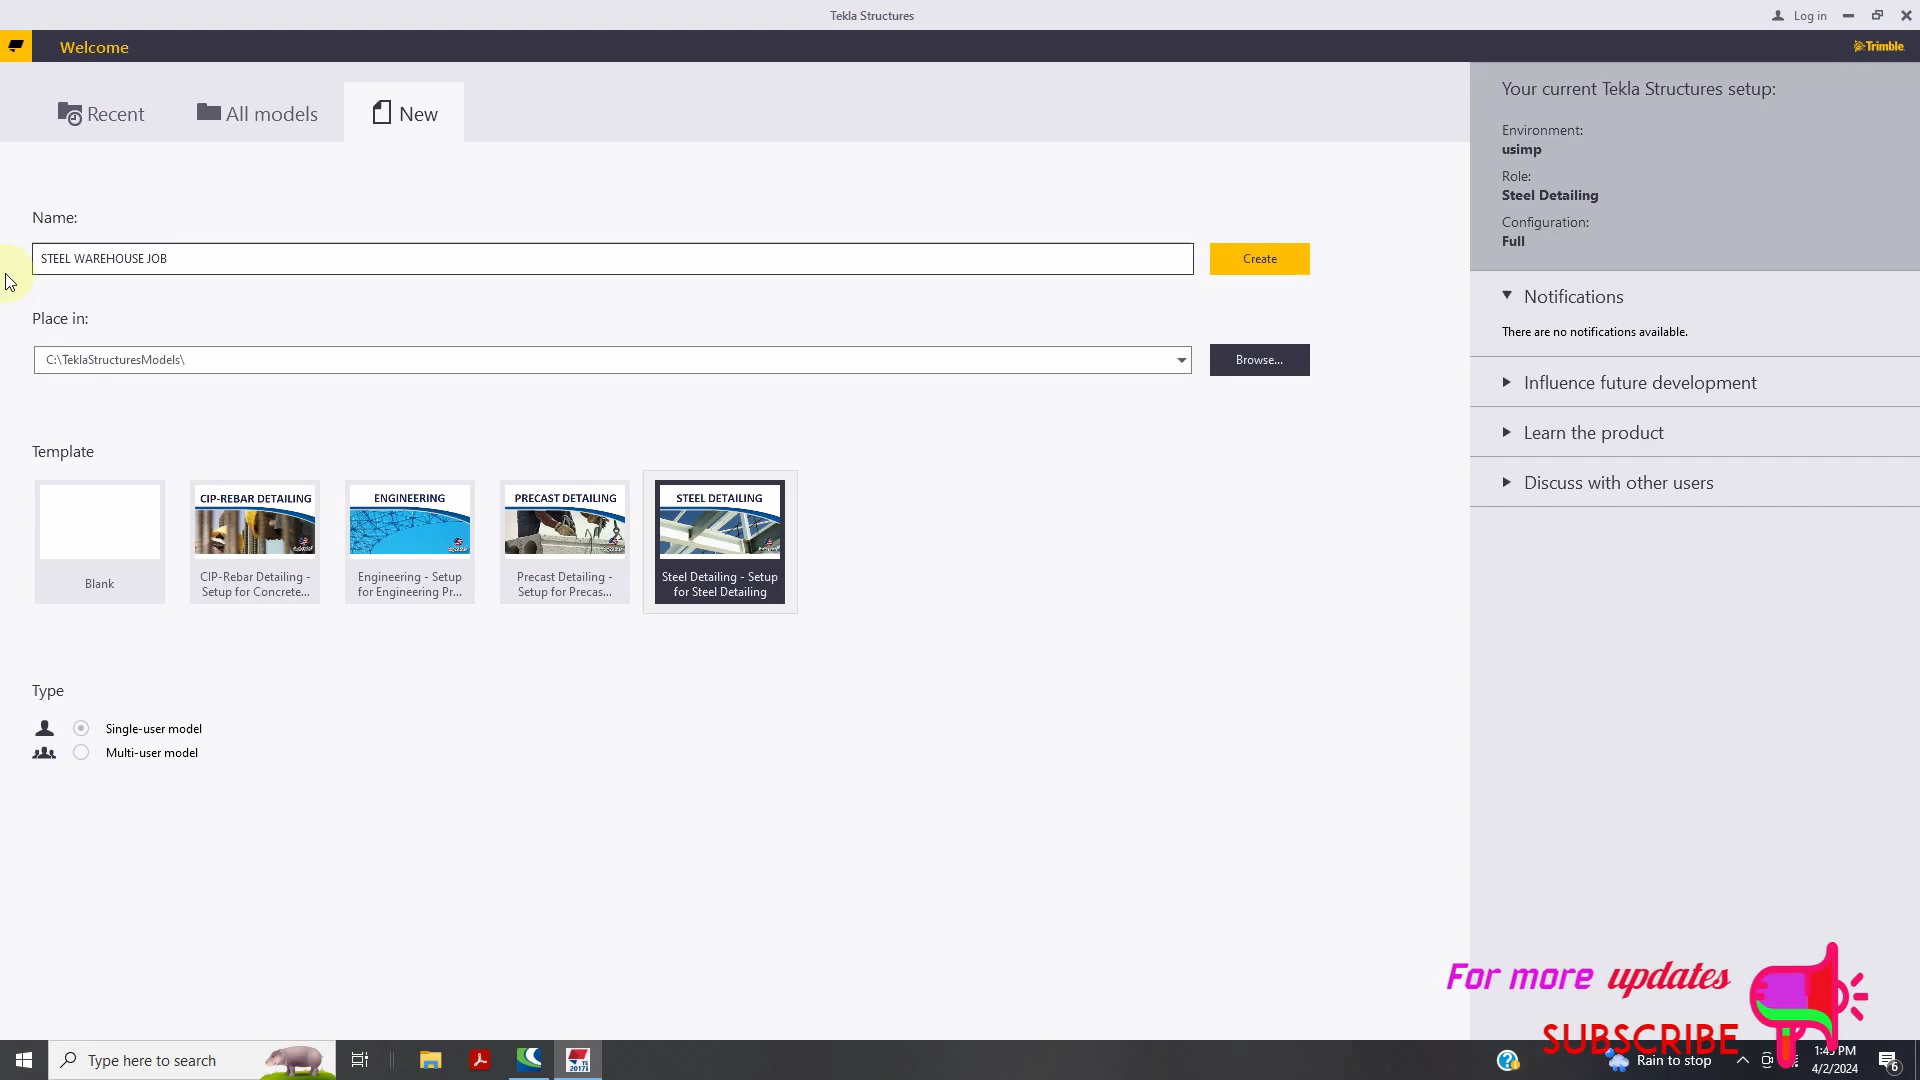 Tekla Structures
Log in
Welcome
Trimble
Recent
All models
New
Name:
STEEL WAREHOUSE JOB
Create
Place in:
C:\TeklaStructuresModels\
Browse...
Template
CIP-REBAR DETAILING
ENGINEERING
PRECAST DETAILING
STEEL DETAILING
Blank
CIP-Rebar Detailing -
Setup for Concrete...
Engineering - Setup
for Engineering Pr...
Precast Detailing -
Setup for Precas...
Steel Detailing - Setup
for Steel Detailing
Type
Single-user model
Multi-user model
Your current Tekla Structures setup:
Environment:
usimp
Role:
Steel Detailing
Configuration:
Full
Notifications
There are no notifications available.
Influence future development
Learn the product
Discuss with other users
For more updates
SUBSCRIBE
Type here to search
TS
2017i
Rain to stop
4/2/2024
6